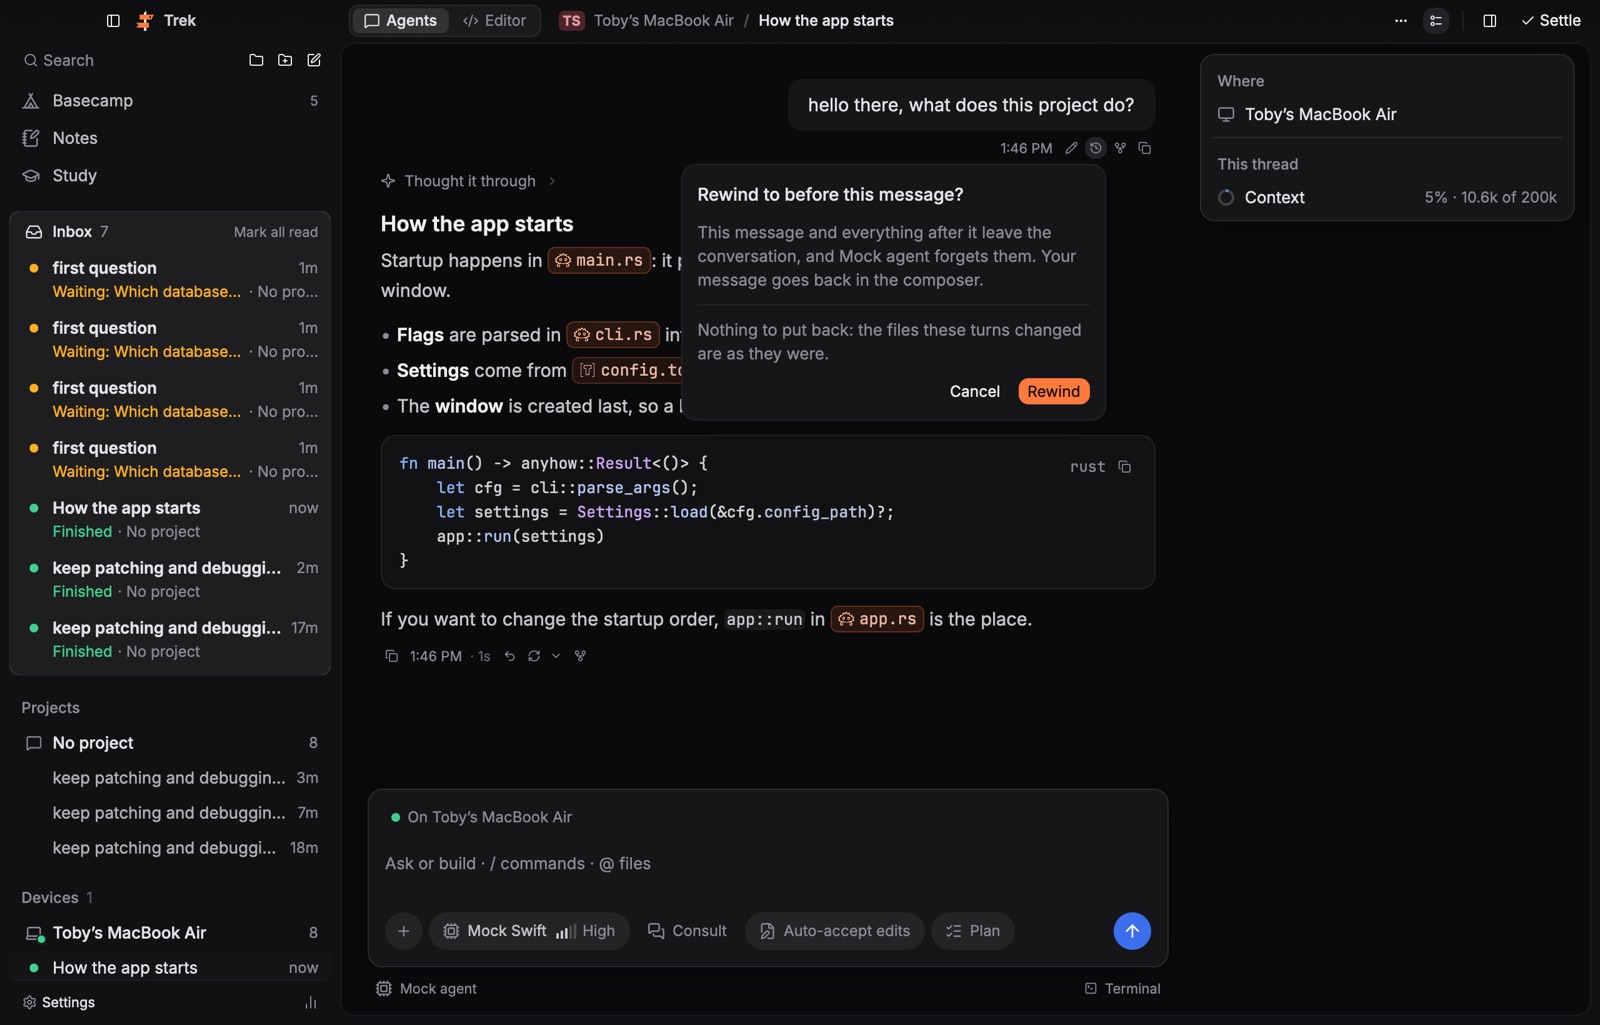 Trek
Agents
Editor
TS Toby's MacBook Air / How the app starts
Settle
Search
Basecamp 5
Notes
Study
Inbox 7 Mark all read
first question 1m
Waiting: Which database... · No pro...
first question 1m
Waiting: Which database... · No pro...
first question 1m
Waiting: Which database... · No pro...
first question 1m
Waiting: Which database... · No pro...
How the app starts now
Finished · No project
keep patching and debuggi... 2m
Finished · No project
keep patching and debuggi... 17m
Finished · No project
Projects
No project 8
keep patching and debuggin... 3m
keep patching and debuggin... 7m
keep patching and debuggi... 18m
Devices 1
Toby's MacBook Air 8
How the app starts now
Settings
hello there, what does this project do?
1:46 PM
Thought it through
How the app starts
Startup happens in main.rs: it
window.
• Flags are parsed in cli.rs
• Settings come from
• The window is created last, so a
Rewind to before this message?
This message and everything after it leave the
conversation, and Mock agent forgets them. Your
message goes back in the composer.
Nothing to put back: the files these turns changed
are as they were.
Cancel Rewind
rust
fn main() -> anyhow::Result<()> {
let cfg = cli::parse_args();
let settings = Settings::load(&cfg.config_path)?;
app::run(settings)
}
If you want to change the startup order, app::run in app.rs is the place.
1:46 PM · 1s
On Toby's MacBook Air
Ask or build · / commands · @ files
Mock Swift High
Consult
Auto-accept edits
Plan
Mock agent
Terminal
Where
Toby's MacBook Air
This thread
Context 5% · 10.6k of 200k